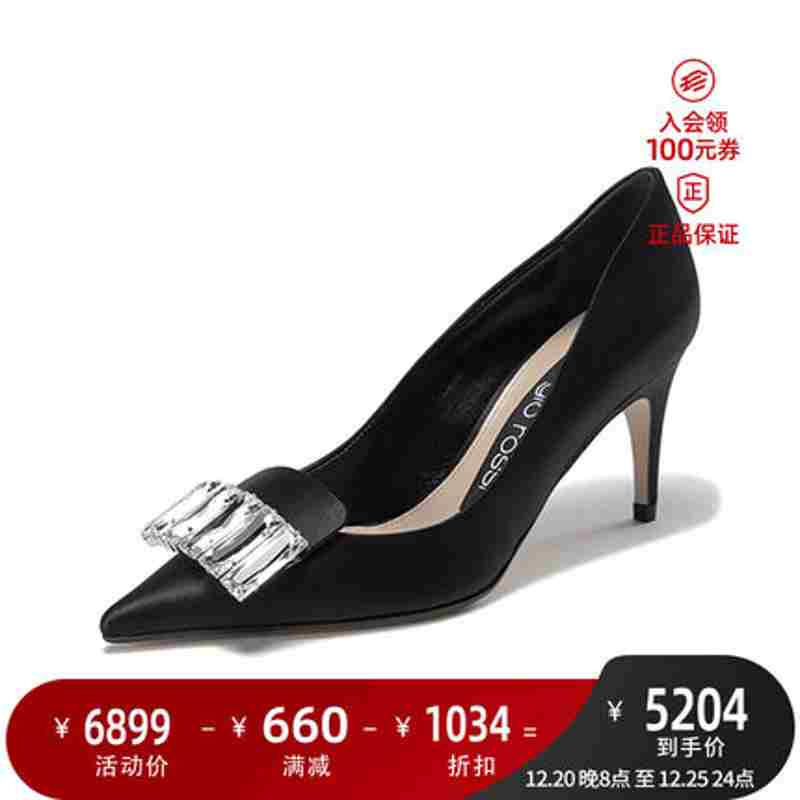 入会领
100元券
正
正品保证
gio rossi
¥ 6899 - ¥ 660 - ¥ 1034 = ¥ 5204
活动价 满减 折扣 到手价
12.20 晚8点 至 12.25 24点